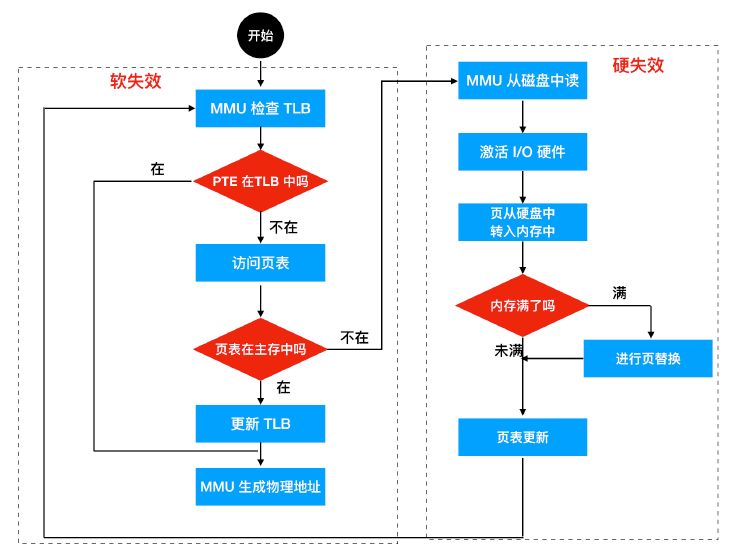 开始
软失效
MMU 检查 TLB
在
PTE 在TLB 中吗
不在
访问页表
页表在主存中吗
不在
在
更新 TLB
MMU 生成物理地址
硬失效
MMU 从磁盘中读
激活 I/O 硬件
页从硬盘中
转入内存中
内存满了吗
满
未满
进行页替换
页表更新